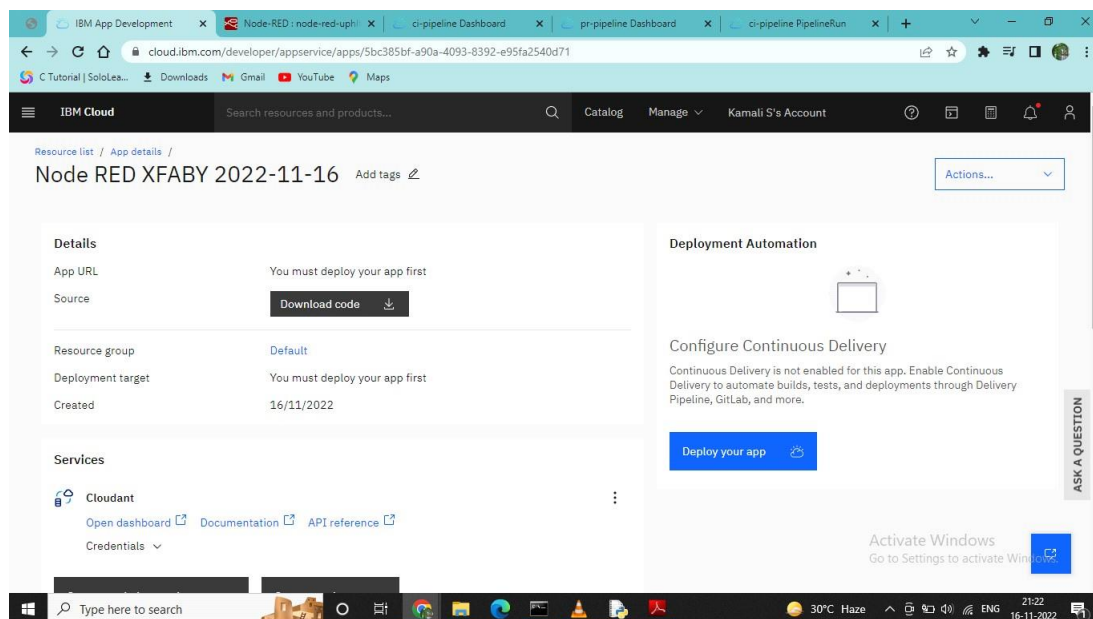 IBM App Development
Node-RED : node-red-uphl
ci-pipeline Dashboard
pr-pipeline Dashboard
ci-pipeline PipelineRun
cloud.ibm.com/developer/appservice/apps/5bc385bf-a90a-4093-8392-e95fa2540d71
C Tutorial | SoloLea...
Downloads
Gmail
YouTube
Maps
IBM Cloud
Search resources and products...
Catalog
Manage
Kamali S's Account
Resource list / App details /
Node RED XFABY 2022-11-16 Add tags
Actions...
Details
App URL You must deploy your app first
Source Download code
Resource group Default
Deployment target You must deploy your app first
Created 16/11/2022
Deployment Automation
Configure Continuous Delivery
Continuous Delivery is not enabled for this app. Enable Continuous
Delivery to automate builds, tests, and deployments through Delivery
Pipeline, GitLab, and more.
Deploy your app
ASK A QUESTION
Services
Cloudant
Open dashboard Documentation API reference
Credentials
Activate Windows
Go to Settings to activate Windows.
Type here to search
30°C Haze
ENG
21:22
16-11-2022